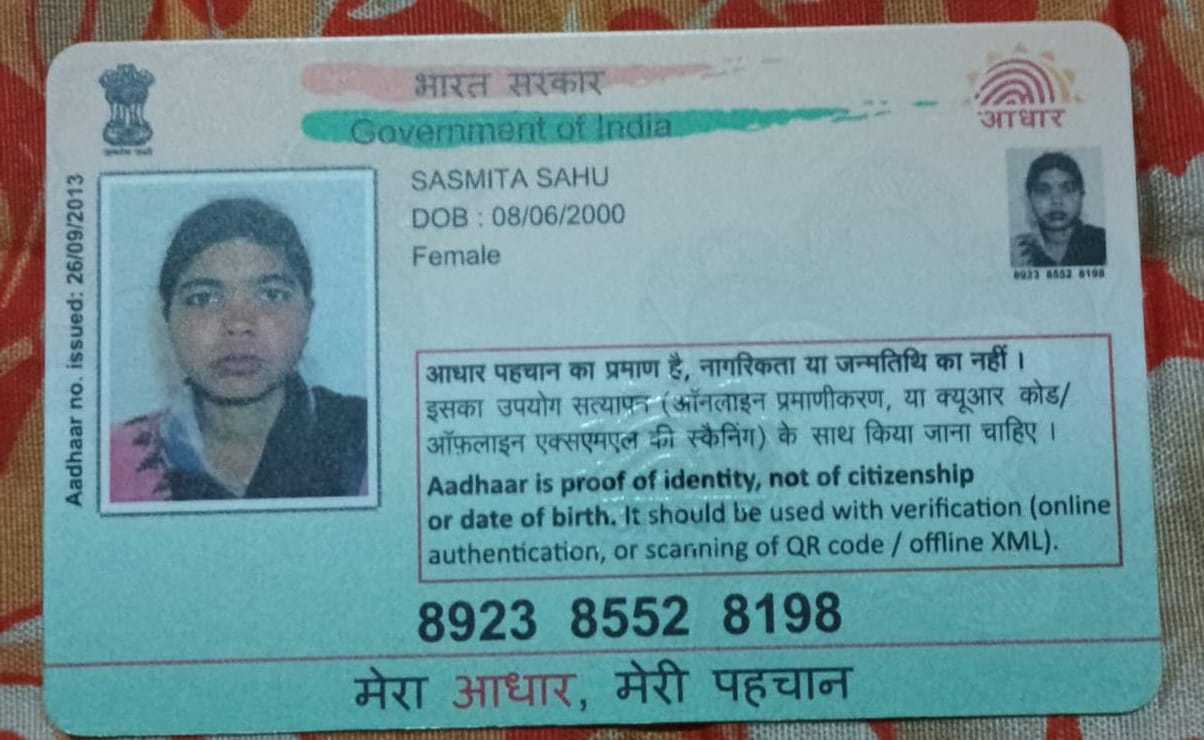 भारत सरकार
Government of India
आधार
Aadhaar no. issued: 26/09/2013
SASMITA SAHU
DOB : 08/06/2000
Female
8923 8552 8198
आधार पहचान का प्रमाण है, नागरिकता या जन्मतिथि का नहीं ।
इसका उपयोग सत्यापन (ऑनलाइन प्रमाणीकरण, या क्यूआर कोड/
ऑफ़लाइन एक्सएमएल की स्कैनिंग) के साथ किया जाना चाहिए ।
Aadhaar is proof of identity, not of citizenship
or date of birth. It should be used with verification (online
authentication, or scanning of QR code / offline XML).
8923 8552 8198
मेरा आधार, मेरी पहचान